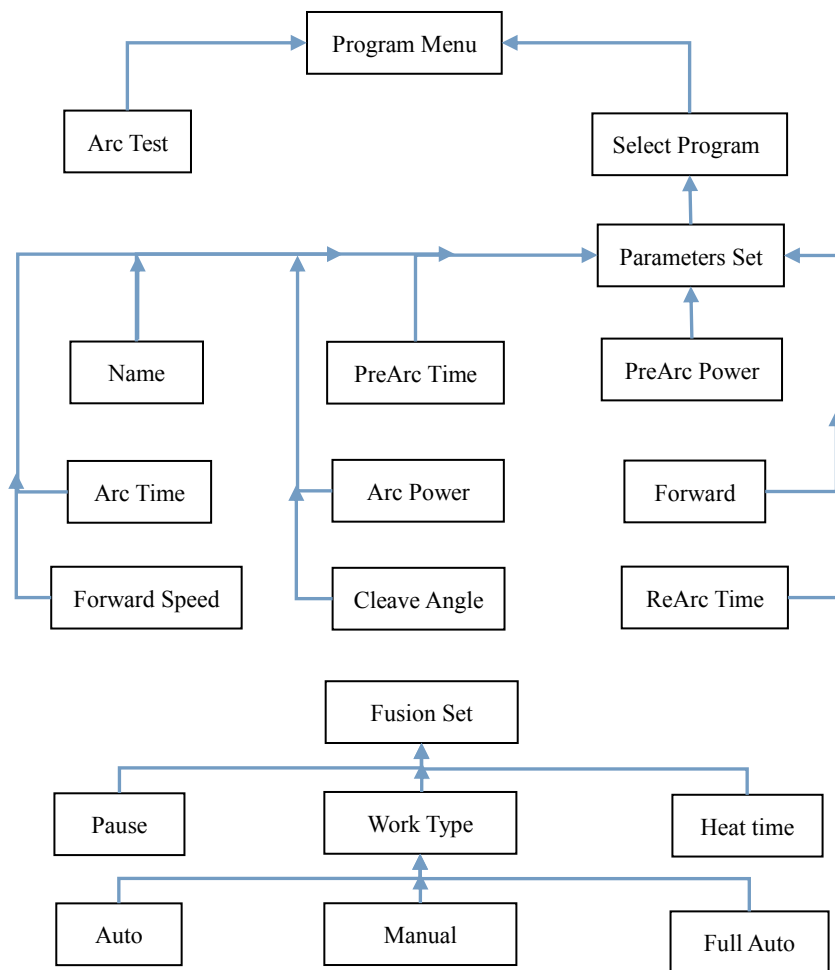 Program Menu
Arc Test
Select Program
Parameters Set
Name
PreArc Time
PreArc Power
Arc Time
Arc Power
Forward
Forward Speed
Cleave Angle
ReArc Time
Fusion Set
Pause
Work Type
Heat time
Auto
Manual
Full Auto